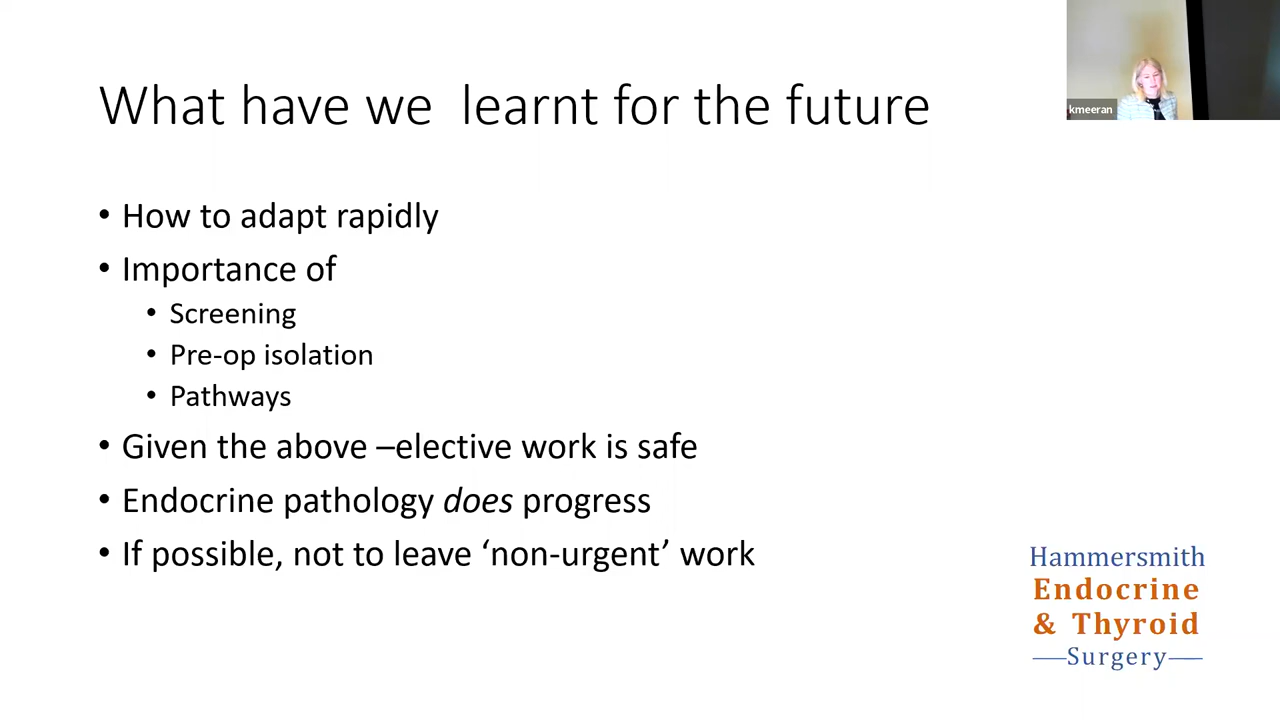 What have we  learnt for the future
kmeeran
• How to adapt rapidly
• Importance of
• Screening
• Pre-op isolation
• Pathways
• Given the above –elective work is safe
• Endocrine pathology does progress
• If possible, not to leave ‘non-urgent’ work
Hammersmith
Endocrine
& Thyroid
Surgery